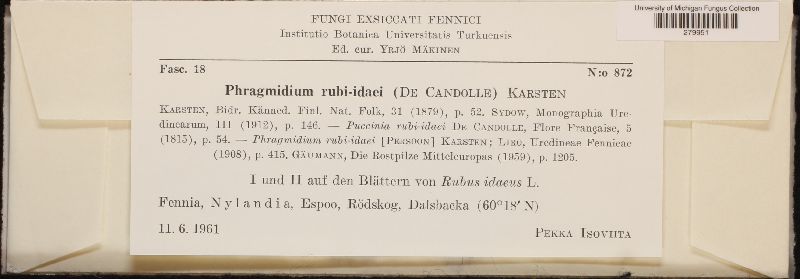 University of Michigan Fungus Collection
279951
FUNGI EXSICCATI FENNICI
Institutio Botanica Universitatis Turkuensis
Ed. cur. YRJÖ MÄKINEN
Fasc. 18 N:o 872
Phragmidium rubi-idaei (DE CANDOLLE) KARSTEN
KARSTEN, Bidr. Känned. Finl. Nat. Folk, 31 (1879), p. 52. SYDOW, Monographia Ure-
dinearum, III (1912), p. 146. — Puccinia rubi-idaei DE CANDOLLE, Flore Française, 5
(1815), p. 54. — Phragmidium rubi-idaei [PERSOON] KARSTEN; LIRO, Uredineae Fennicae
(1908), p. 415. GÄUMANN, Die Rostpilze Mitteleuropas (1959), p. 1205.
I und II auf den Blättern von Rubus idaeus L.
Fennia, Nylandia, Espoo, Rödskog, Dalsbacka (60°18′ N)
11. 6. 1961 PEKKA ISOVIITA